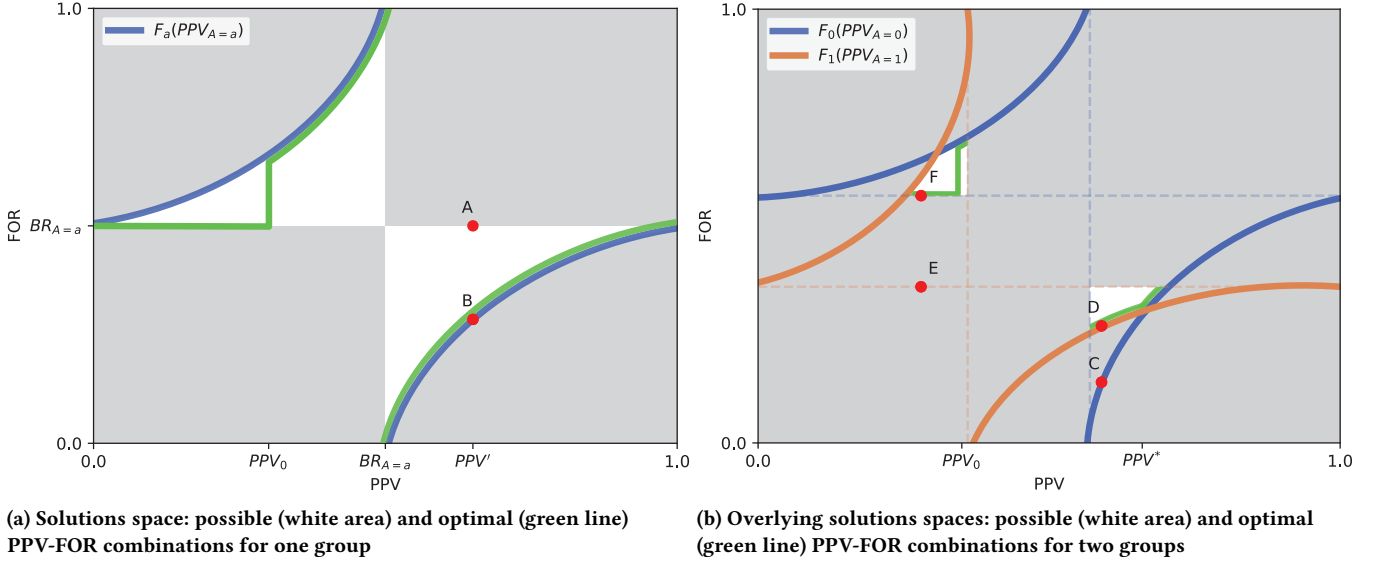 1.0
F_a(PPV_{A=a})
FOR
BR_{A=a}
A
B
0.0
0.0
PPV_0
BR_{A=a}
PPV'
1.0
PPV
(a) Solutions space: possible (white area) and optimal (green line)
PPV-FOR combinations for one group
1.0
F_0(PPV_{A=0})
F_1(PPV_{A=1})
FOR
F
E
D
C
0.0
0.0
PPV_0
PPV^*
1.0
PPV
(b) Overlying solutions spaces: possible (white area) and optimal
(green line) PPV-FOR combinations for two groups